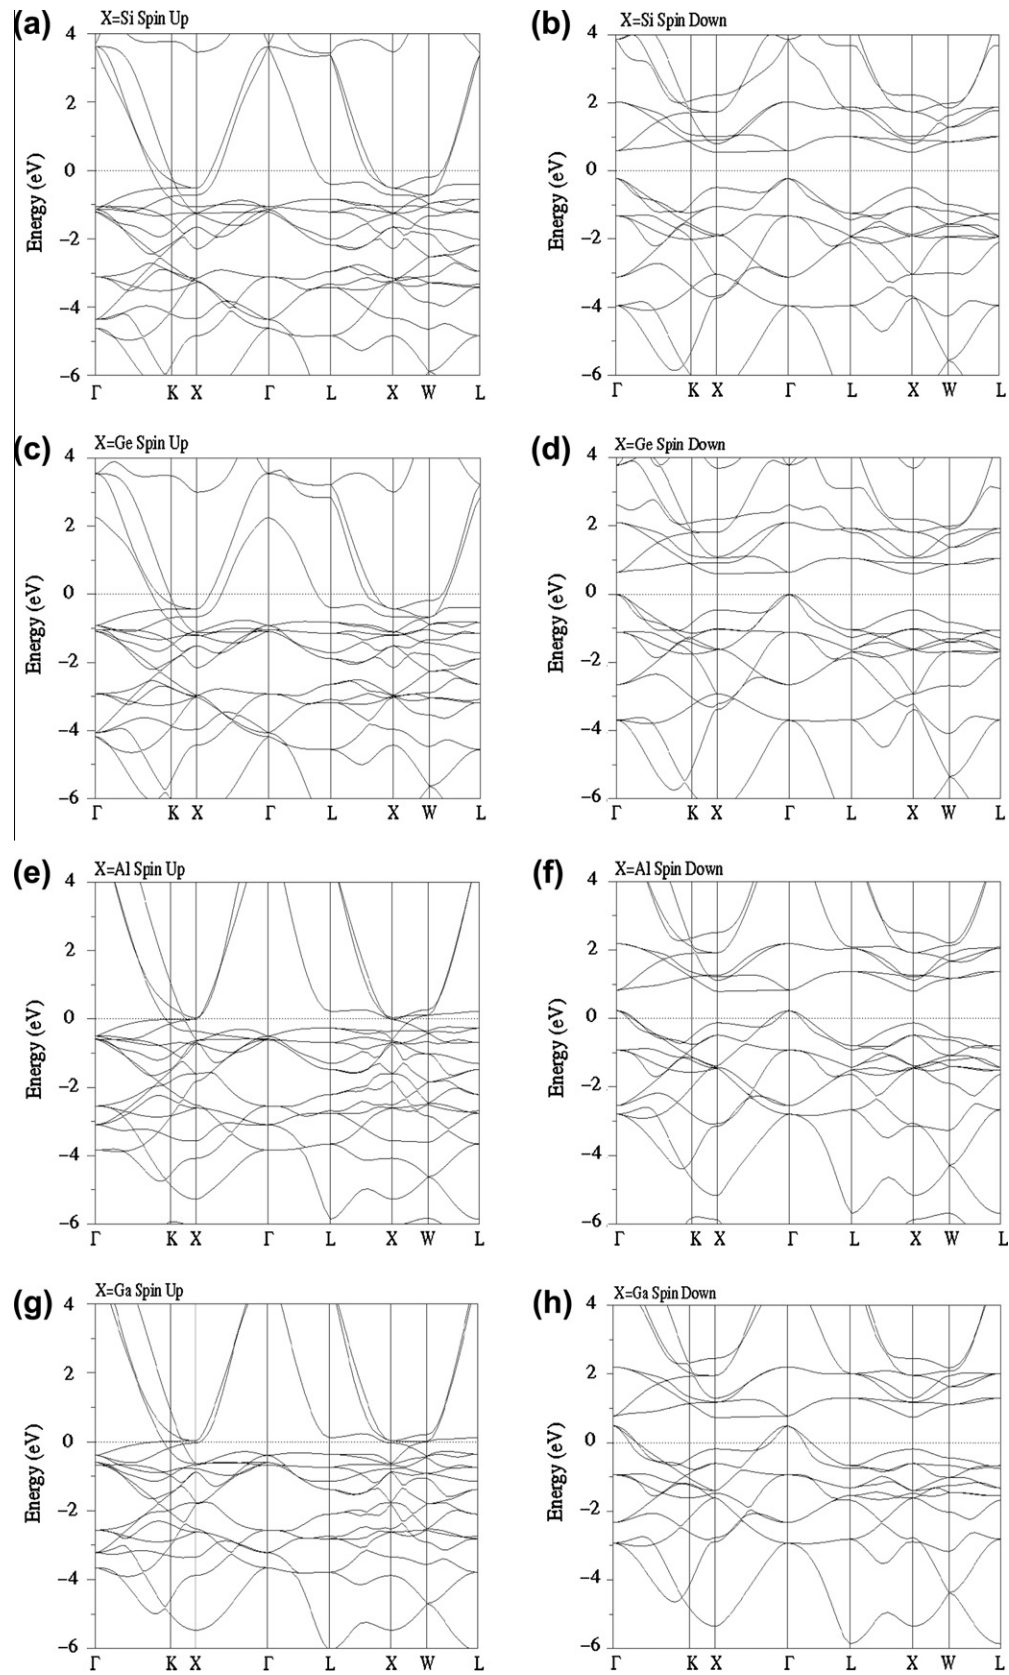 (a) X=Si Spin Up
4
2
0
−2
−4
−6
Energy (eV)
Γ K X Γ L X W L
(b) X=Si Spin Down
4
2
0
−2
−4
−6
Energy (eV)
Γ K X Γ L X W L
(c) X=Ge Spin Up
4
2
0
−2
−4
−6
Energy (eV)
Γ K X Γ L X W L
(d) X=Ge Spin Down
4
2
0
−2
−4
−6
Energy (eV)
Γ K X Γ L X W L
(e) X=Al Spin Up
4
2
0
−2
−4
−6
Energy (eV)
Γ K X Γ L X W L
(f) X=Al Spin Down
4
2
0
−2
−4
−6
Energy (eV)
Γ K X Γ L X W L
(g) X=Ga Spin Up
4
2
0
−2
−4
−6
Energy (eV)
Γ K X Γ L X W L
(h) X=Ga Spin Down
4
2
0
−2
−4
−6
Energy (eV)
Γ K X Γ L X W L